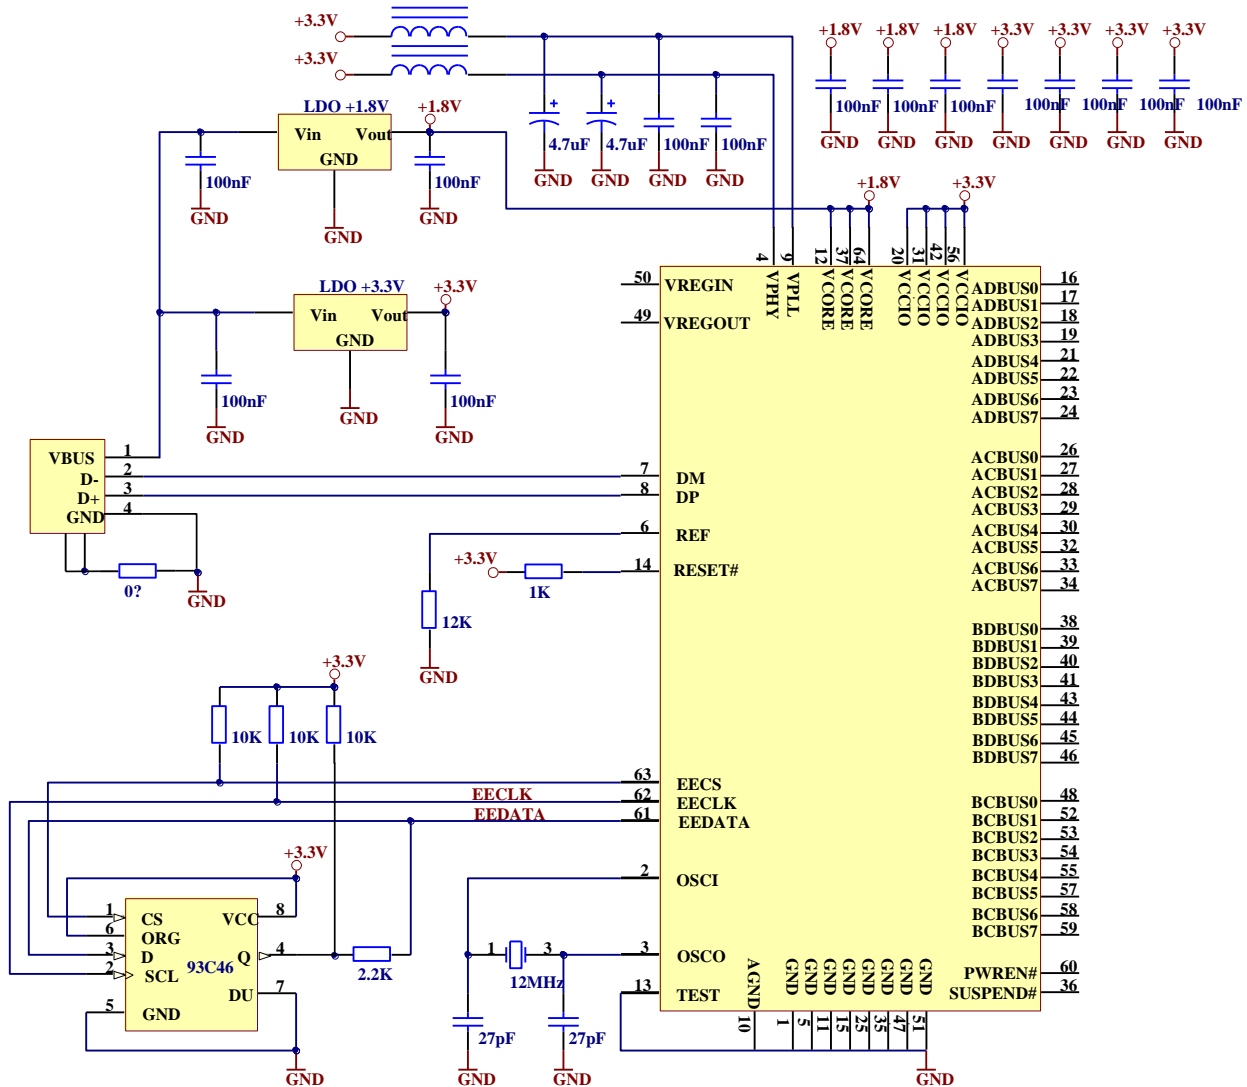 +3.3V
+3.3V
4.7uF 4.7uF 100nF 100nF
GND GND GND GND
+1.8V +1.8V +1.8V +3.3V +3.3V +3.3V +3.3V
100nF 100nF 100nF 100nF 100nF 100nF 100nF
GND GND GND GND GND GND GND
LDO +1.8V
+1.8V
Vin Vout
GND
100nF
100nF
GND
GND
GND
LDO +3.3V
+3.3V
Vin Vout
GND
100nF
100nF
GND
GND
GND
VBUS 1
D- 2
D+ 3
GND 4
0?
GND
+1.8V
+3.3V
4 9 12 37 64 20 31 42 56
VPHY VPLL VCORE VCORE VCORE VCCIO VCCIO VCCIO VCCIO
50 VREGIN
49 VREGOUT
7 DM
8 DP
6 REF
12K
GND
+3.3V
1K
14 RESET#
+3.3V
10K 10K 10K
63 EECS
EECLK 62 EECLK
EEDATA 61 EEDATA
2 OSCI
3 OSCO
13 TEST
1 12MHz 3
27pF 27pF
GND GND
+3.3V
1 CS
6 ORG
3 D
2 SCL
5 GND
93C46
VCC 8
Q 4
DU 7
2.2K
GND
ADBUS0 16
ADBUS1 17
ADBUS2 18
ADBUS3 19
ADBUS4 21
ADBUS5 22
ADBUS6 23
ADBUS7 24
ACBUS0 26
ACBUS1 27
ACBUS2 28
ACBUS3 29
ACBUS4 30
ACBUS5 32
ACBUS6 33
ACBUS7 34
BDBUS0 38
BDBUS1 39
BDBUS2 40
BDBUS3 41
BDBUS4 43
BDBUS5 44
BDBUS6 45
BDBUS7 46
BCBUS0 48
BCBUS1 52
BCBUS2 53
BCBUS3 54
BCBUS4 55
BCBUS5 57
BCBUS6 58
BCBUS7 59
PWREN# 60
SUSPEND# 36
AGND GND GND GND GND GND GND GND GND
10 1 5 11 15 25 35 47 51
GND